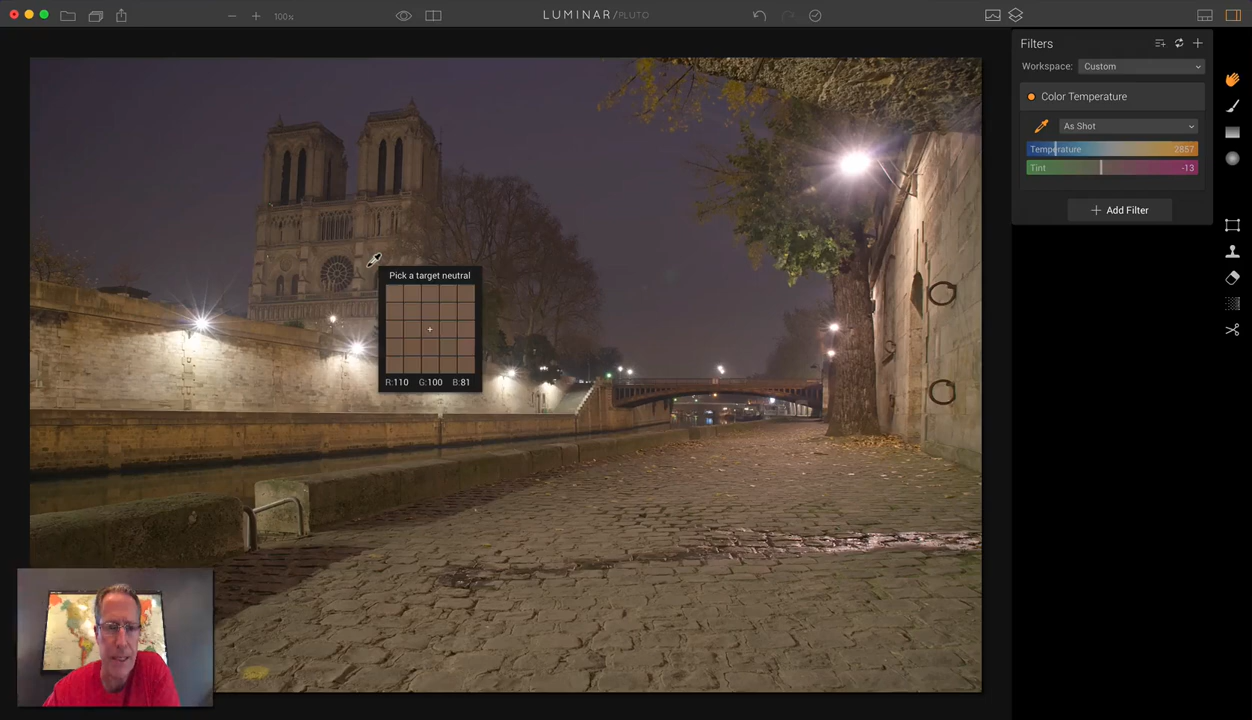 100%
LUMINAR/PLUTO
Filters
Workspace: Custom
Color Temperature
As Shot
Temperature 2857
Tint -13
+ Add Filter
Pick a target neutral
R:110 G:100 B:81